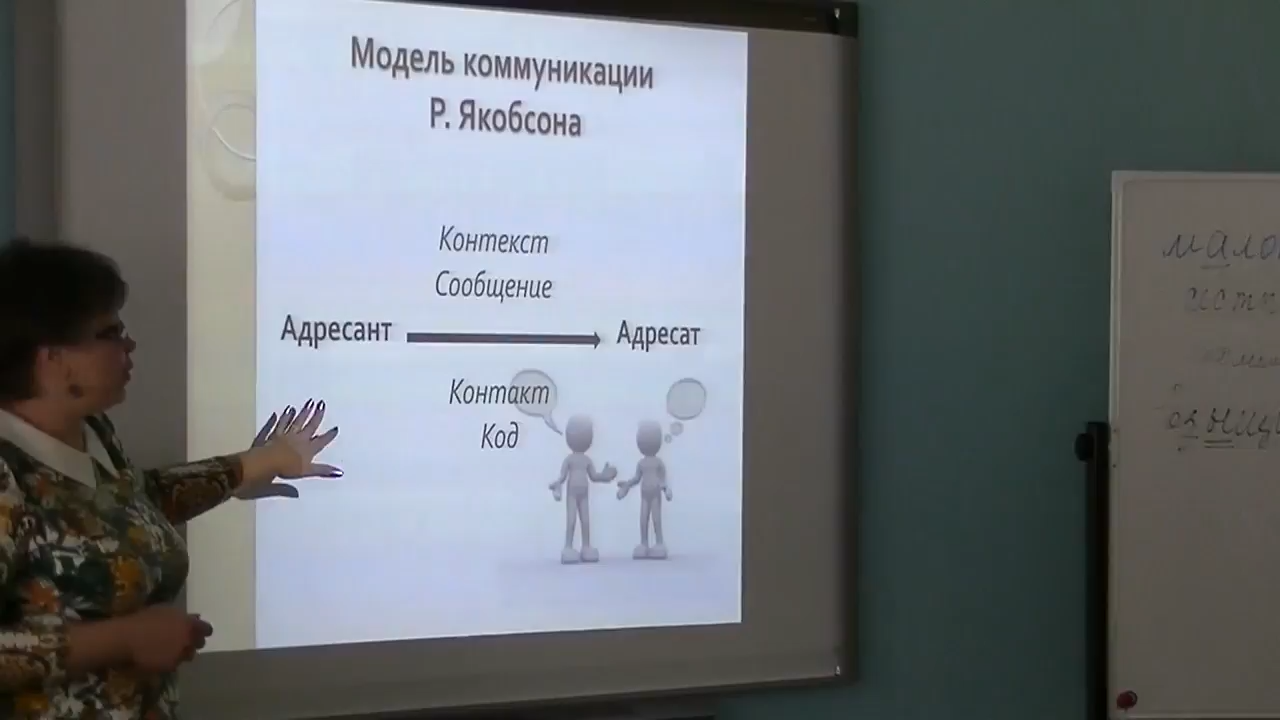 Модель коммуникации
Р. Якобсона
Контекст
Сообщение
Адресант
Адресат
Контакт
Код